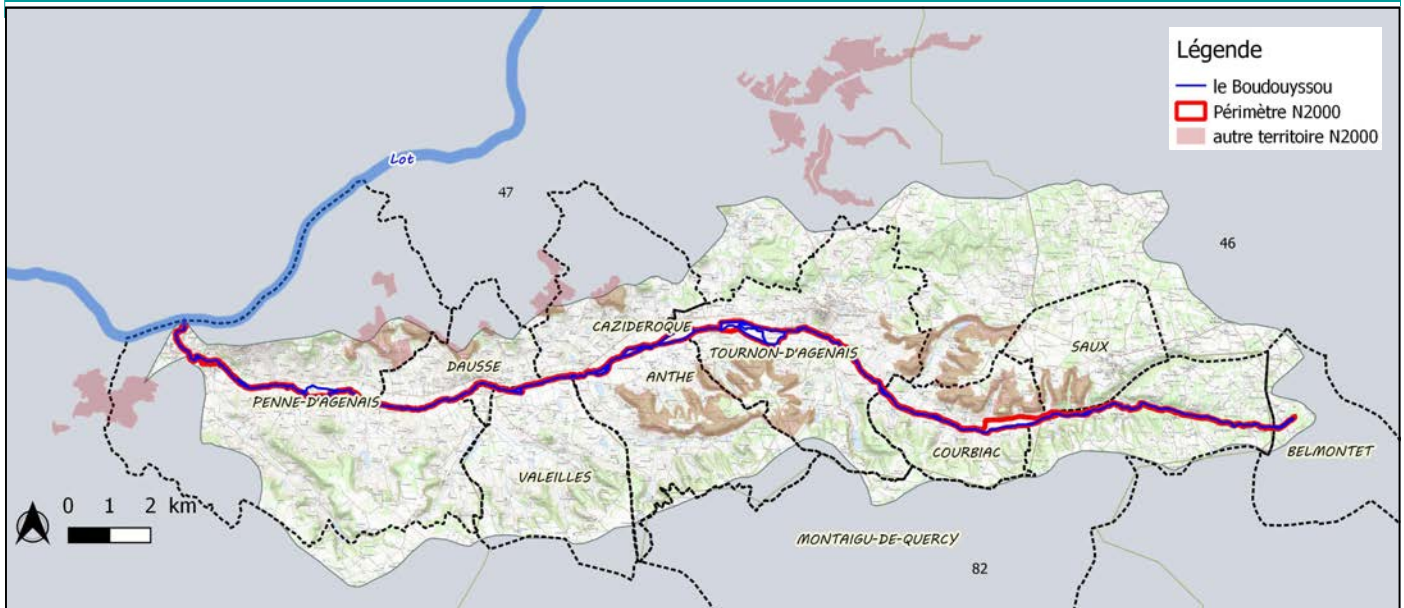 Légende
le Boudouyssou
Périmètre N2000
autre territoire N2000
Lot
47
46
CAZIDEROQUE
SAUX
TOURNON-D'AGENAIS
DAUSSE
ANTHE
PENNE-D'AGENAIS
COURBIAC
BELMONTET
VALEILLES
0 1 2 km
MONTAIGU-DE-QUERCY
82